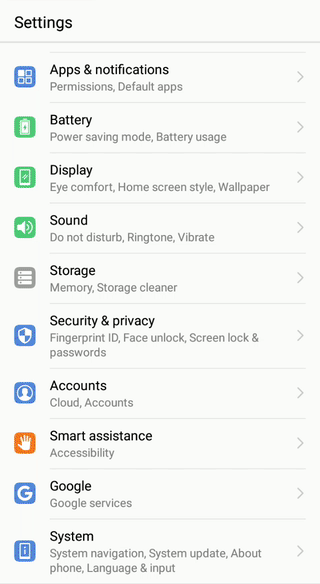 Settings
Apps & notifications
Permissions, Default apps
Battery
Power saving mode, Battery usage
Display
Eye comfort, Home screen style, Wallpaper
Sound
Do not disturb, Ringtone, Vibrate
Storage
Memory, Storage cleaner
Security & privacy
Fingerprint ID, Face unlock, Screen lock &
passwords
Accounts
Cloud, Accounts
Smart assistance
Accessibility
Google
Google services
System
System navigation, System update, About
phone, Language & input